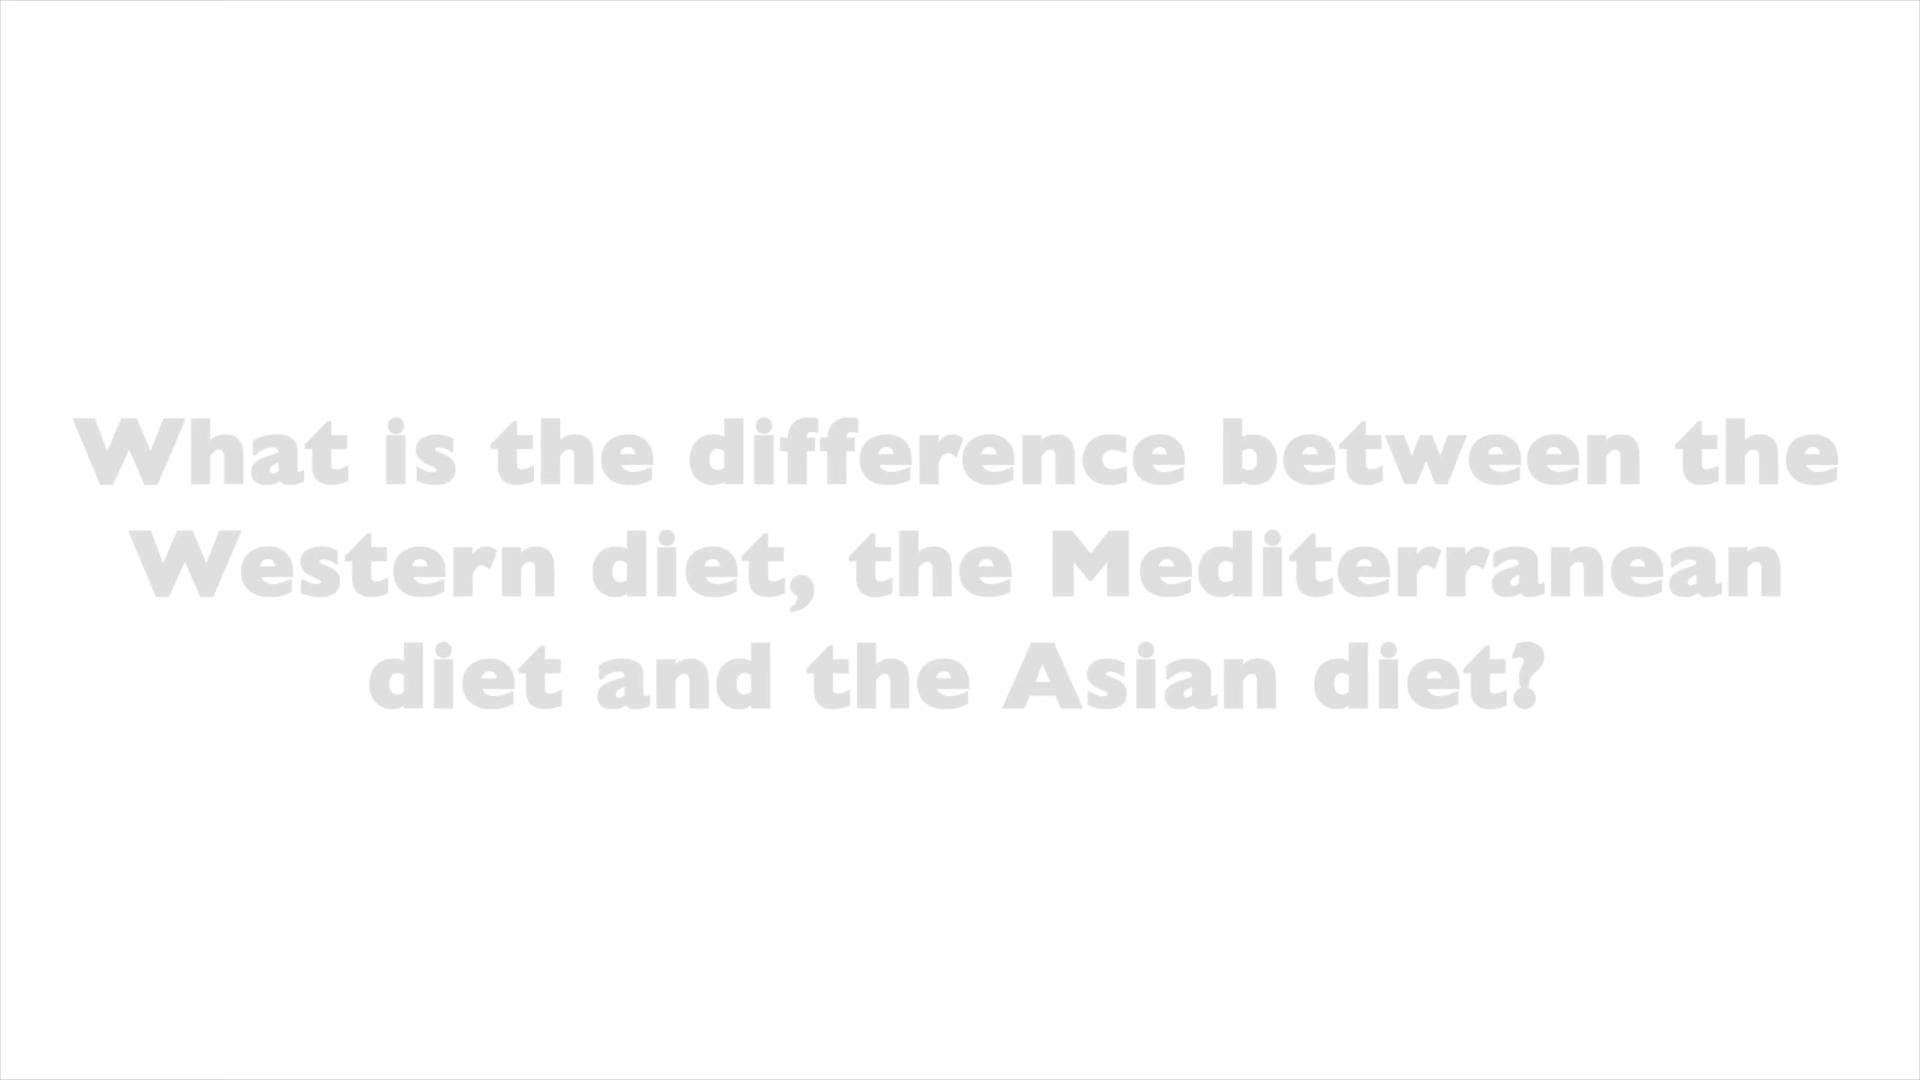 What is the difference between the
Western diet, the Mediterranean
diet and the Asian diet?